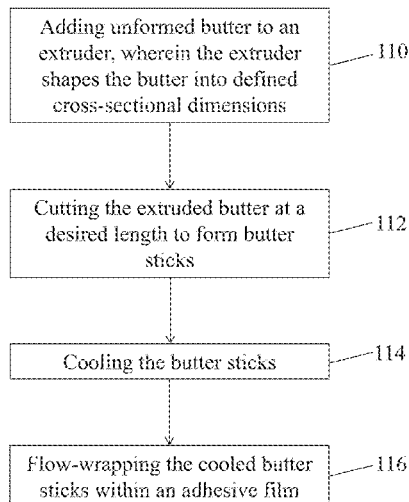 Adding unformed butter to an
extruder, wherein the extruder
shapes the butter into defined
cross-sectional dimensions
110
Cutting the extruded butter at a
desired length to form butter
sticks
112
Cooling the butter sticks
114
Flow-wrapping the cooled butter
sticks within an adhesive film
116